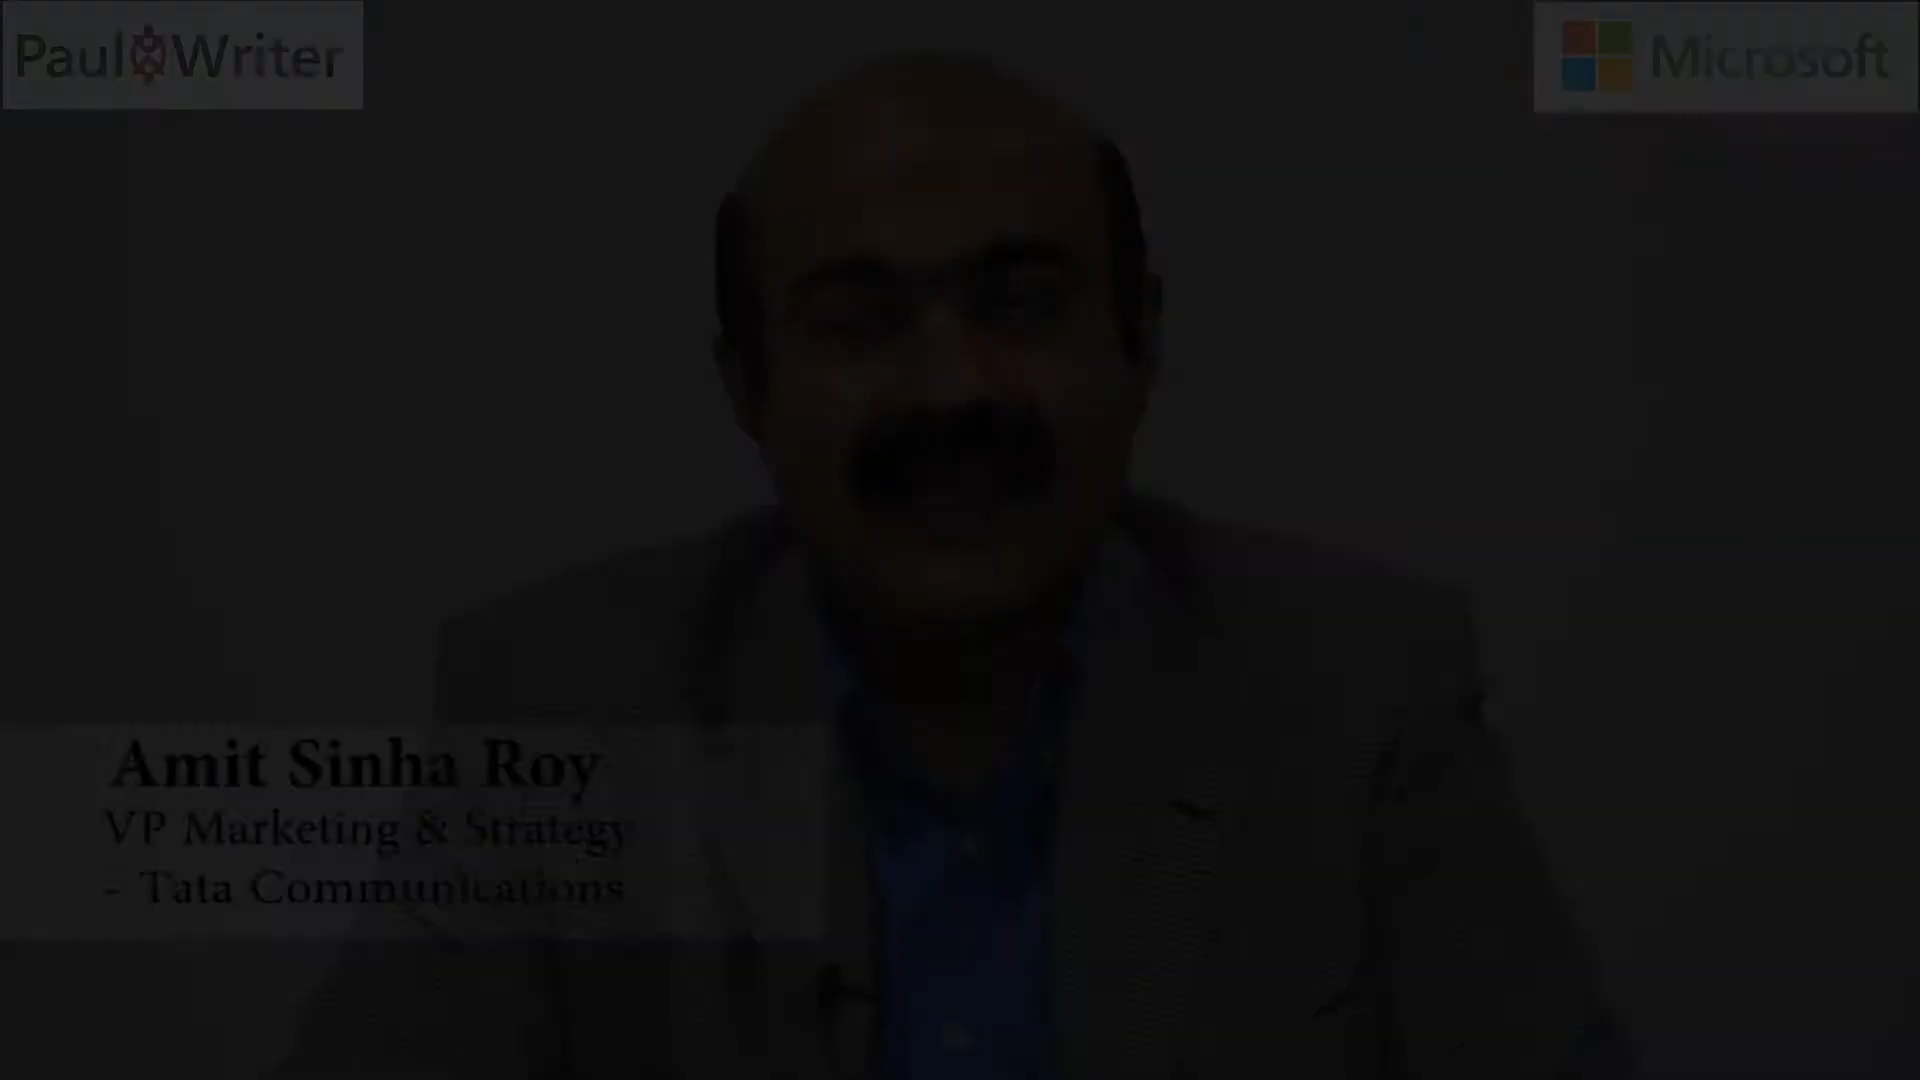 Paul Writer
Microsoft
Amit Sinha Roy
VP Marketing & Strategy
- Tata Communications